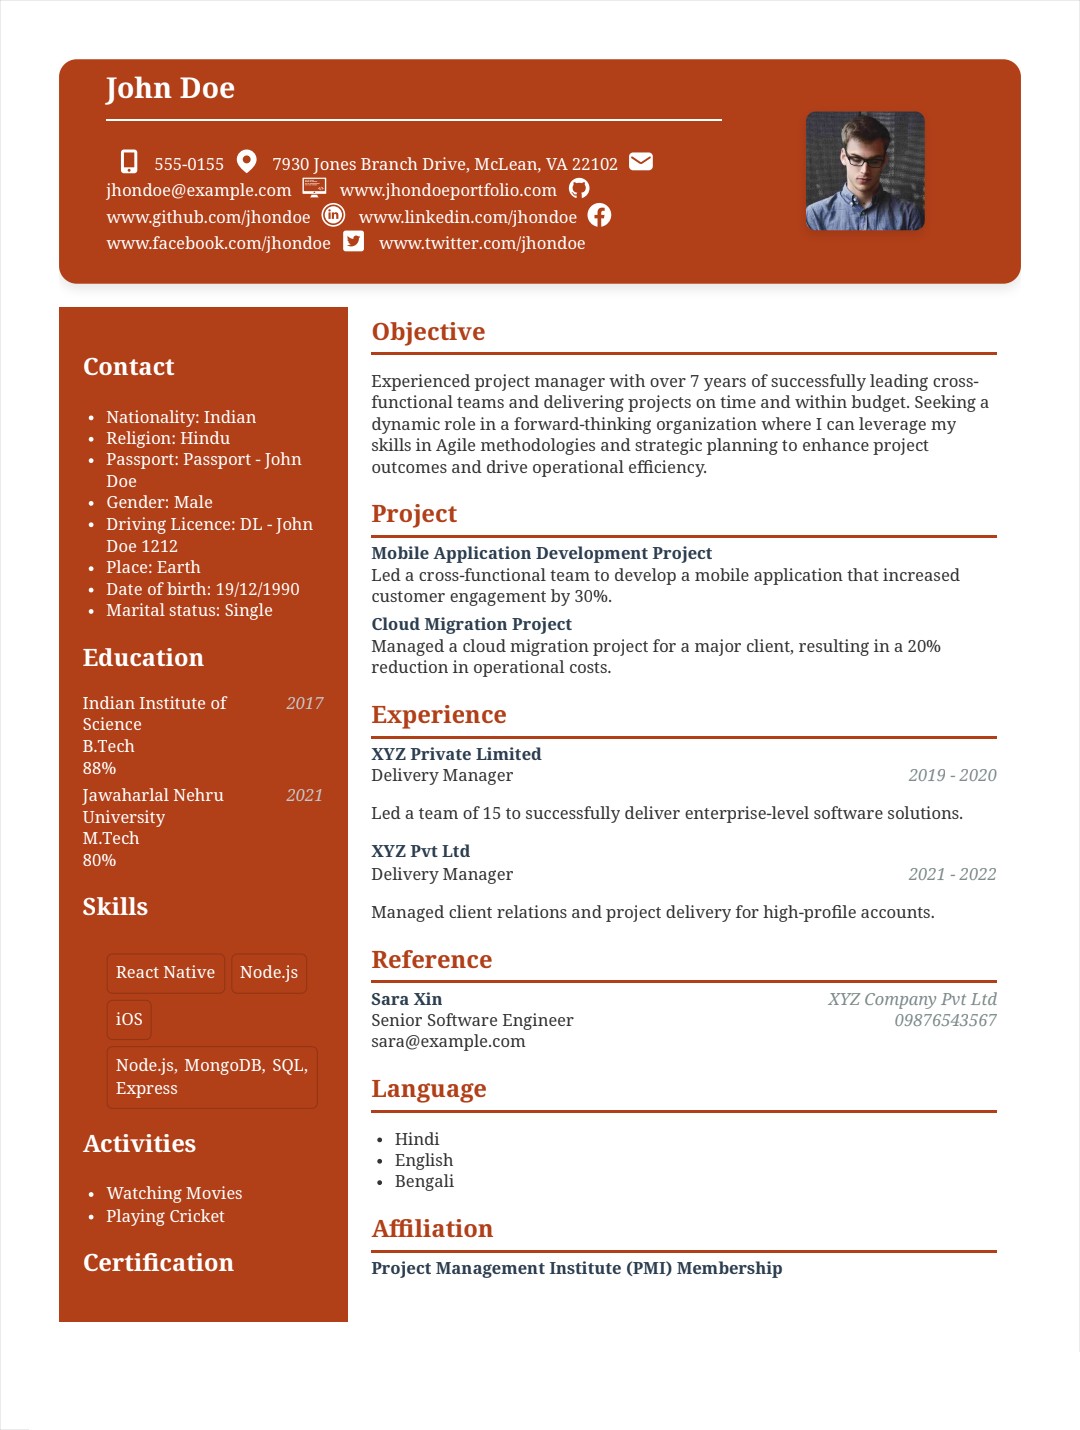 John Doe
555-0155 7930 Jones Branch Drive, McLean, VA 22102
jhondoe@example.com www.jhondoeportfolio.com
www.github.com/jhondoe www.linkedin.com/jhondoe
www.facebook.com/jhondoe www.twitter.com/jhondoe
Contact
• Nationality: Indian
• Religion: Hindu
• Passport: Passport - John
Doe
• Gender: Male
• Driving Licence: DL - John
Doe 1212
• Place: Earth
• Date of birth: 19/12/1990
• Marital status: Single
Education
Indian Institute of 2017
Science
B.Tech
88%
Jawaharlal Nehru 2021
University
M.Tech
80%
Skills
React Native Node.js
iOS
Node.js, MongoDB, SQL,
Express
Activities
• Watching Movies
• Playing Cricket
Certification
Objective
Experienced project manager with over 7 years of successfully leading cross-
functional teams and delivering projects on time and within budget. Seeking a
dynamic role in a forward-thinking organization where I can leverage my
skills in Agile methodologies and strategic planning to enhance project
outcomes and drive operational efficiency.
Project
Mobile Application Development Project
Led a cross-functional team to develop a mobile application that increased
customer engagement by 30%.
Cloud Migration Project
Managed a cloud migration project for a major client, resulting in a 20%
reduction in operational costs.
Experience
XYZ Private Limited
Delivery Manager 2019 - 2020
Led a team of 15 to successfully deliver enterprise-level software solutions.
XYZ Pvt Ltd
Delivery Manager 2021 - 2022
Managed client relations and project delivery for high-profile accounts.
Reference
Sara Xin XYZ Company Pvt Ltd
Senior Software Engineer 09876543567
sara@example.com
Language
• Hindi
• English
• Bengali
Affiliation
Project Management Institute (PMI) Membership